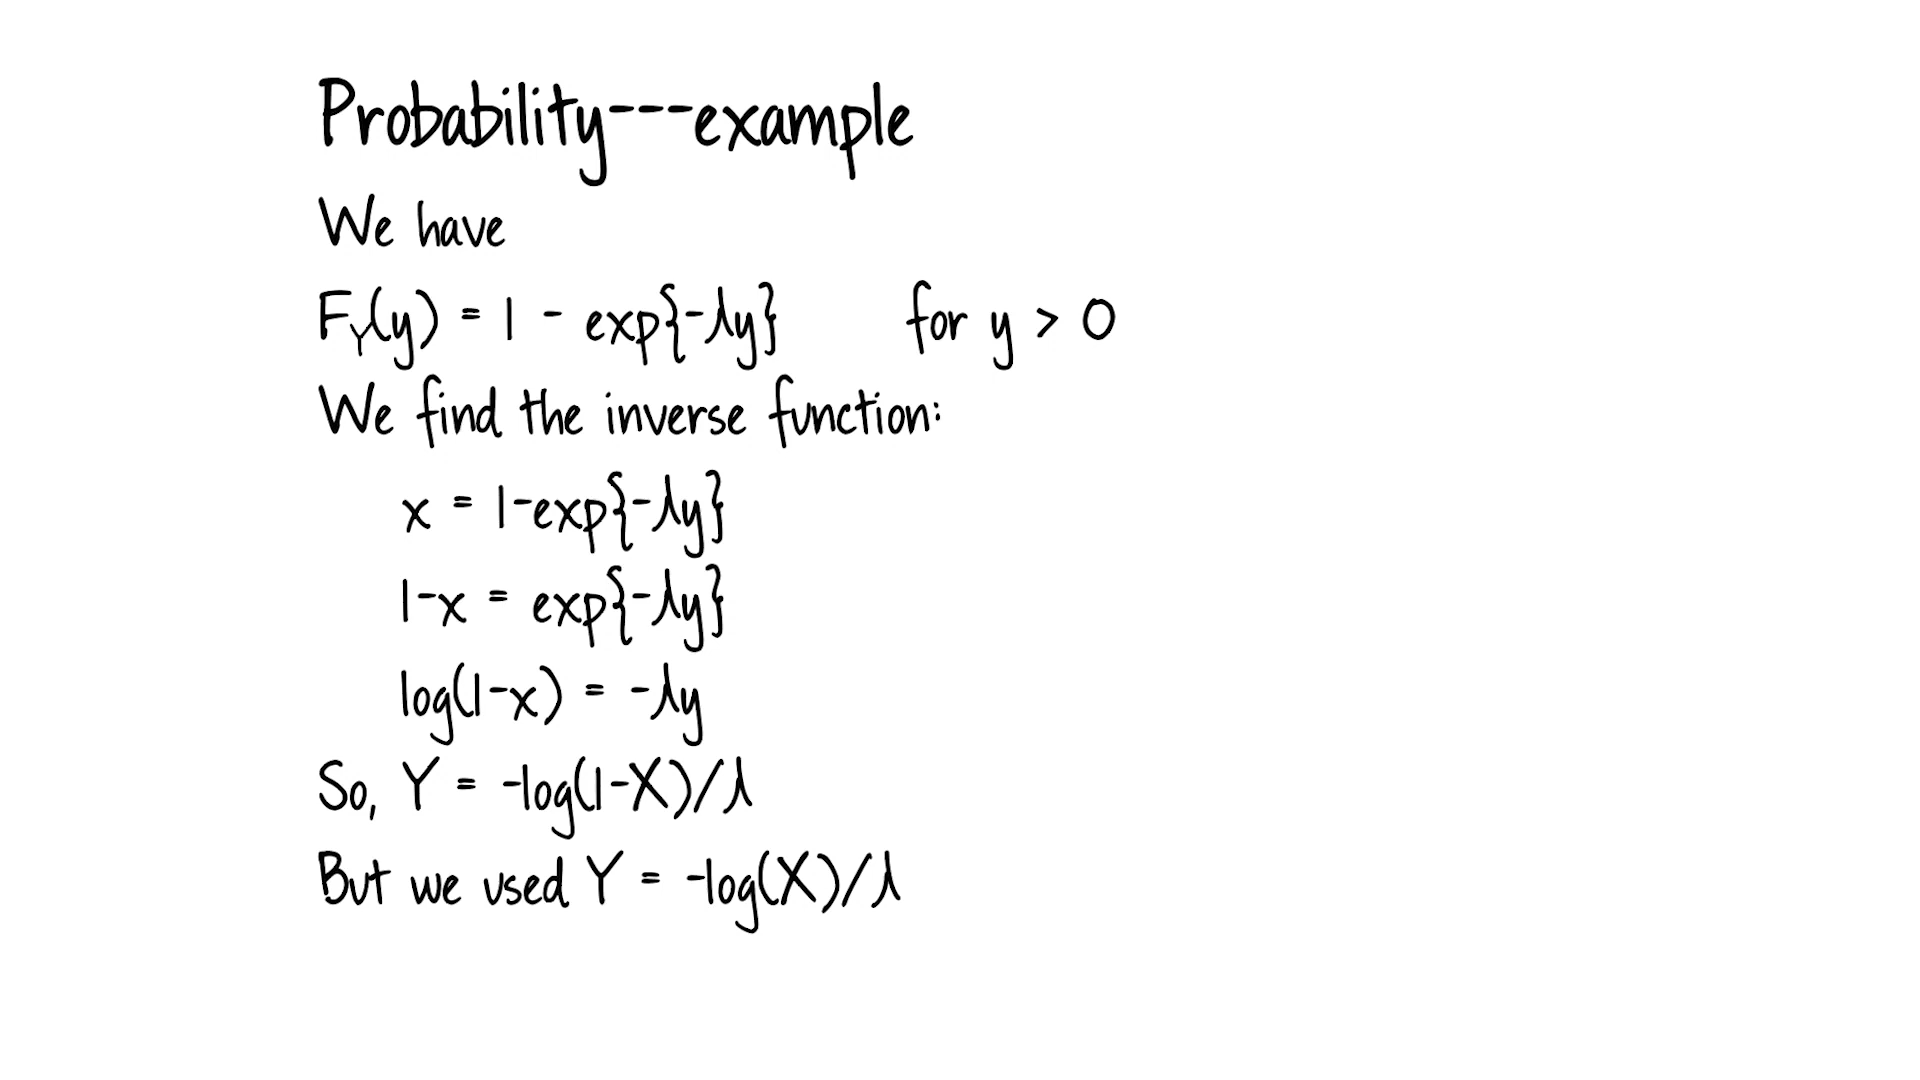 Probability---example
We have
F_Y(y) = 1 - exp{-λy} for y > 0
We find the inverse function:
x = 1-exp{-λy}
1-x = exp{-λy}
log(1-x) = -λy
So, Y = -log(1-X)/λ
But we used Y = -log(X)/λ